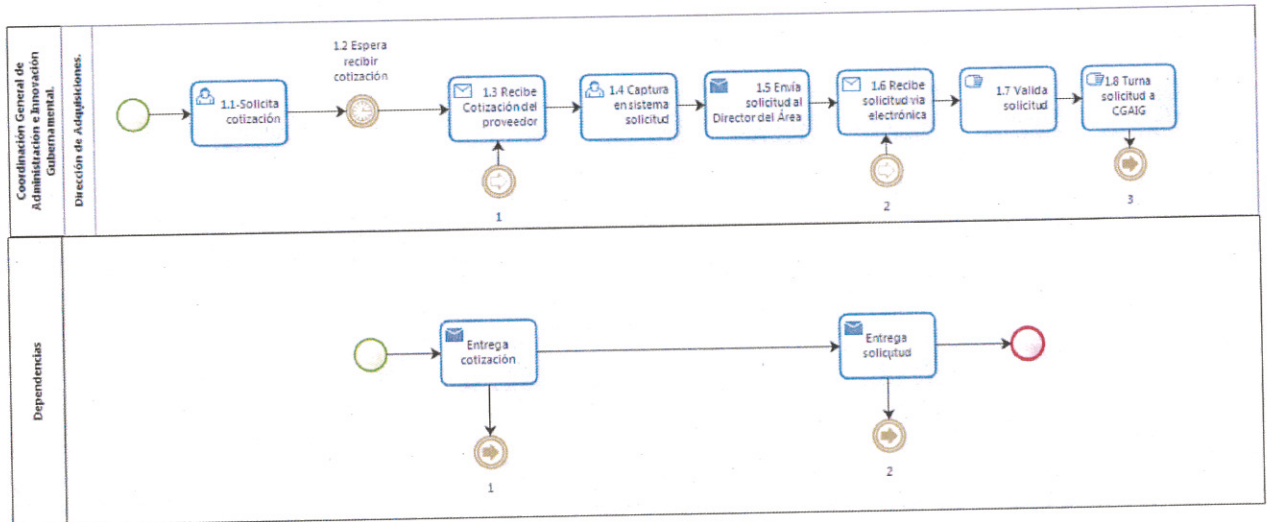 Coordinación General de
Administración e Innovación
Gubernamental.
Dirección de Adquisiciones.
1.1-Solicita
cotización
1.2 Espera
recibir
cotización
1.3 Recibe
Cotización del
proveedor
1.4 Captura
en sistema
solicitud
1.5 Envía
solicitud al
Director del Área
1.6 Recibe
solicitud via
electrónica
1.7 Valida
solicitud
1.8 Turna
solicitud a
CGAIG
1
2
3
Dependencias
Entrega
cotización
Entrega
solicitud
1
2